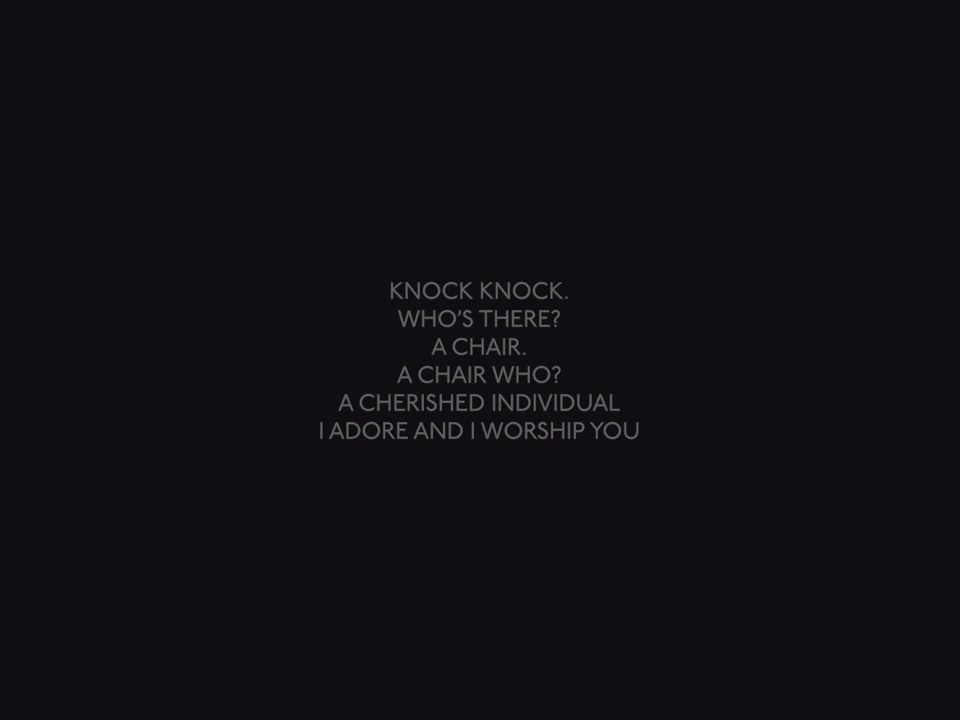 KNOCK KNOCK.
WHO'S THERE?
A CHAIR.
A CHAIR WHO?
A CHERISHED INDIVIDUAL
I ADORE AND I WORSHIP YOU